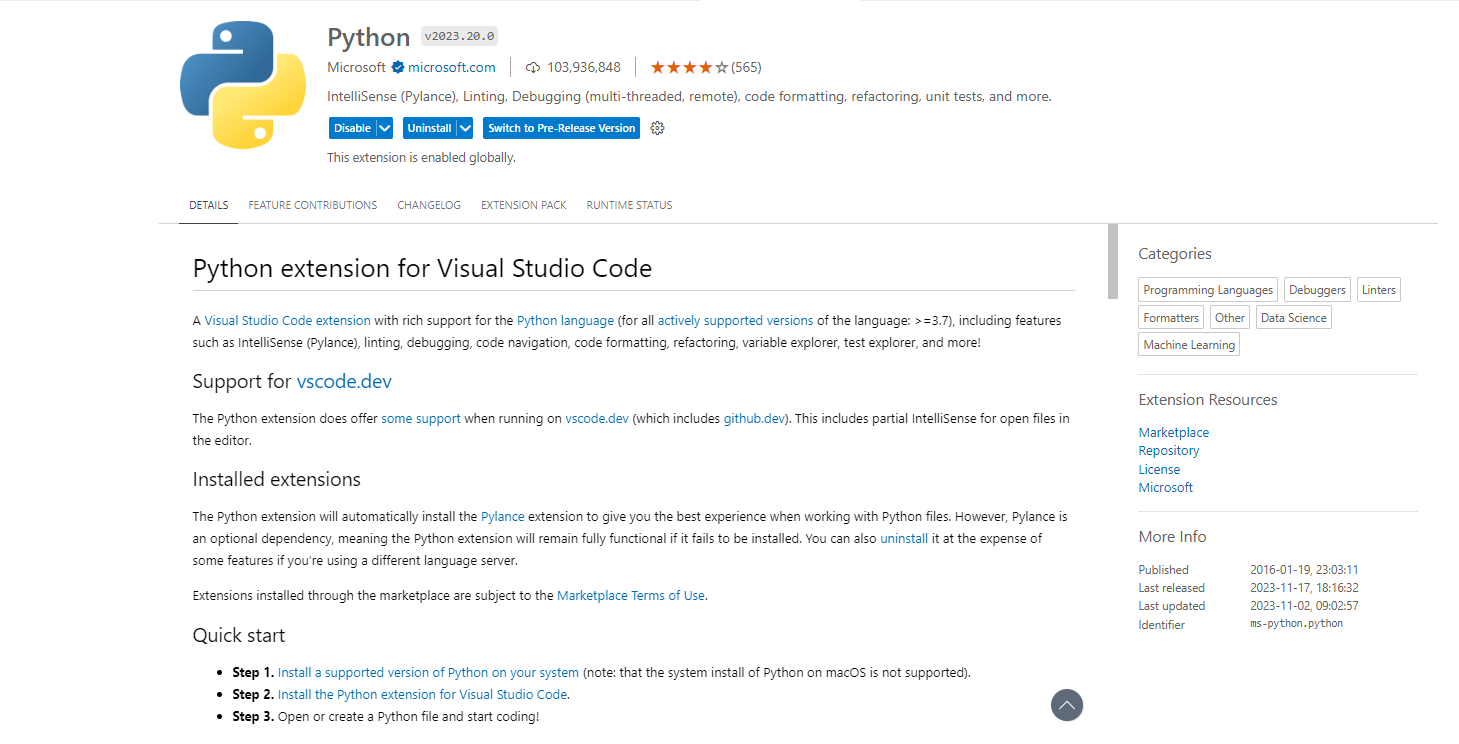 Python v2023.20.0
Microsoft microsoft.com 103,936,848 (565)
IntelliSense (Pylance), Linting, Debugging (multi-threaded, remote), code formatting, refactoring, unit tests, and more.
Disable Uninstall Switch to Pre-Release Version
This extension is enabled globally.
DETAILS FEATURE CONTRIBUTIONS CHANGELOG EXTENSION PACK RUNTIME STATUS
Python extension for Visual Studio Code
A Visual Studio Code extension with rich support for the Python language (for all actively supported versions of the language: >=3.7), including features
such as IntelliSense (Pylance), linting, debugging, code navigation, code formatting, refactoring, variable explorer, test explorer, and more!
Support for vscode.dev
The Python extension does offer some support when running on vscode.dev (which includes github.dev). This includes partial IntelliSense for open files in
the editor.
Installed extensions
The Python extension will automatically install the Pylance extension to give you the best experience when working with Python files. However, Pylance is
an optional dependency, meaning the Python extension will remain fully functional if it fails to be installed. You can also uninstall it at the expense of
some features if you’re using a different language server.
Extensions installed through the marketplace are subject to the Marketplace Terms of Use.
Quick start
• Step 1. Install a supported version of Python on your system (note: that the system install of Python on macOS is not supported).
• Step 2. Install the Python extension for Visual Studio Code.
• Step 3. Open or create a Python file and start coding!
Categories
Programming Languages Debuggers Linters
Formatters Other Data Science
Machine Learning
Extension Resources
Marketplace
Repository
License
Microsoft
More Info
Published 2016-01-19, 23:03:11
Last released 2023-11-17, 18:16:32
Last updated 2023-11-02, 09:02:57
Identifier ms-python.python